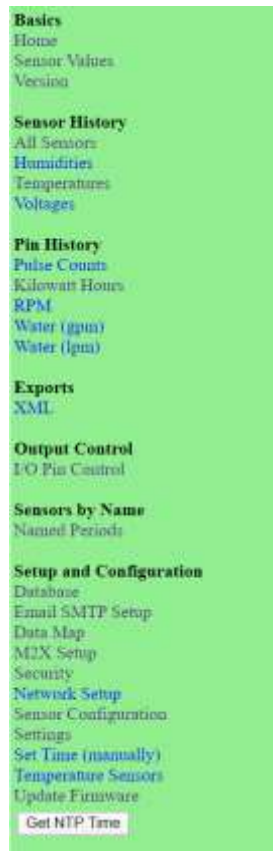 Basics
Home
Sensor Values
Version
Sensor History
All Sensors
Humidities
Temperatures
Voltages
Pin History
Pulse Counts
Kilowatt Hours
RPM
Water (gpm)
Water (lpm)
Exports
XML
Output Control
I/O Pin Control
Sensors by Name
Named Periods
Setup and Configuration
Database
Email SMTP Setup
Data Map
M2X Setup
Security
Network Setup
Sensor Configuration
Settings
Set Time (manually)
Temperature Sensors
Update Firmware
Get NTP Time